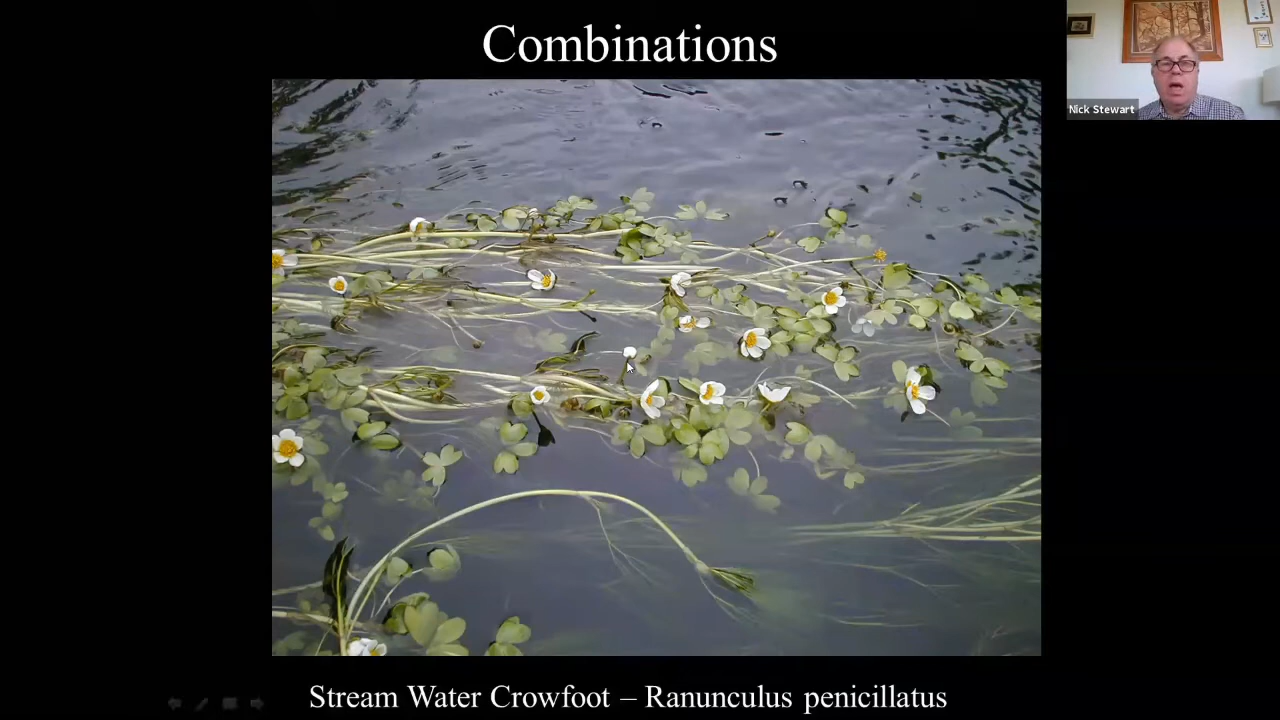 Combinations
Nick Stewart
Stream Water Crowfoot – Ranunculus penicillatus